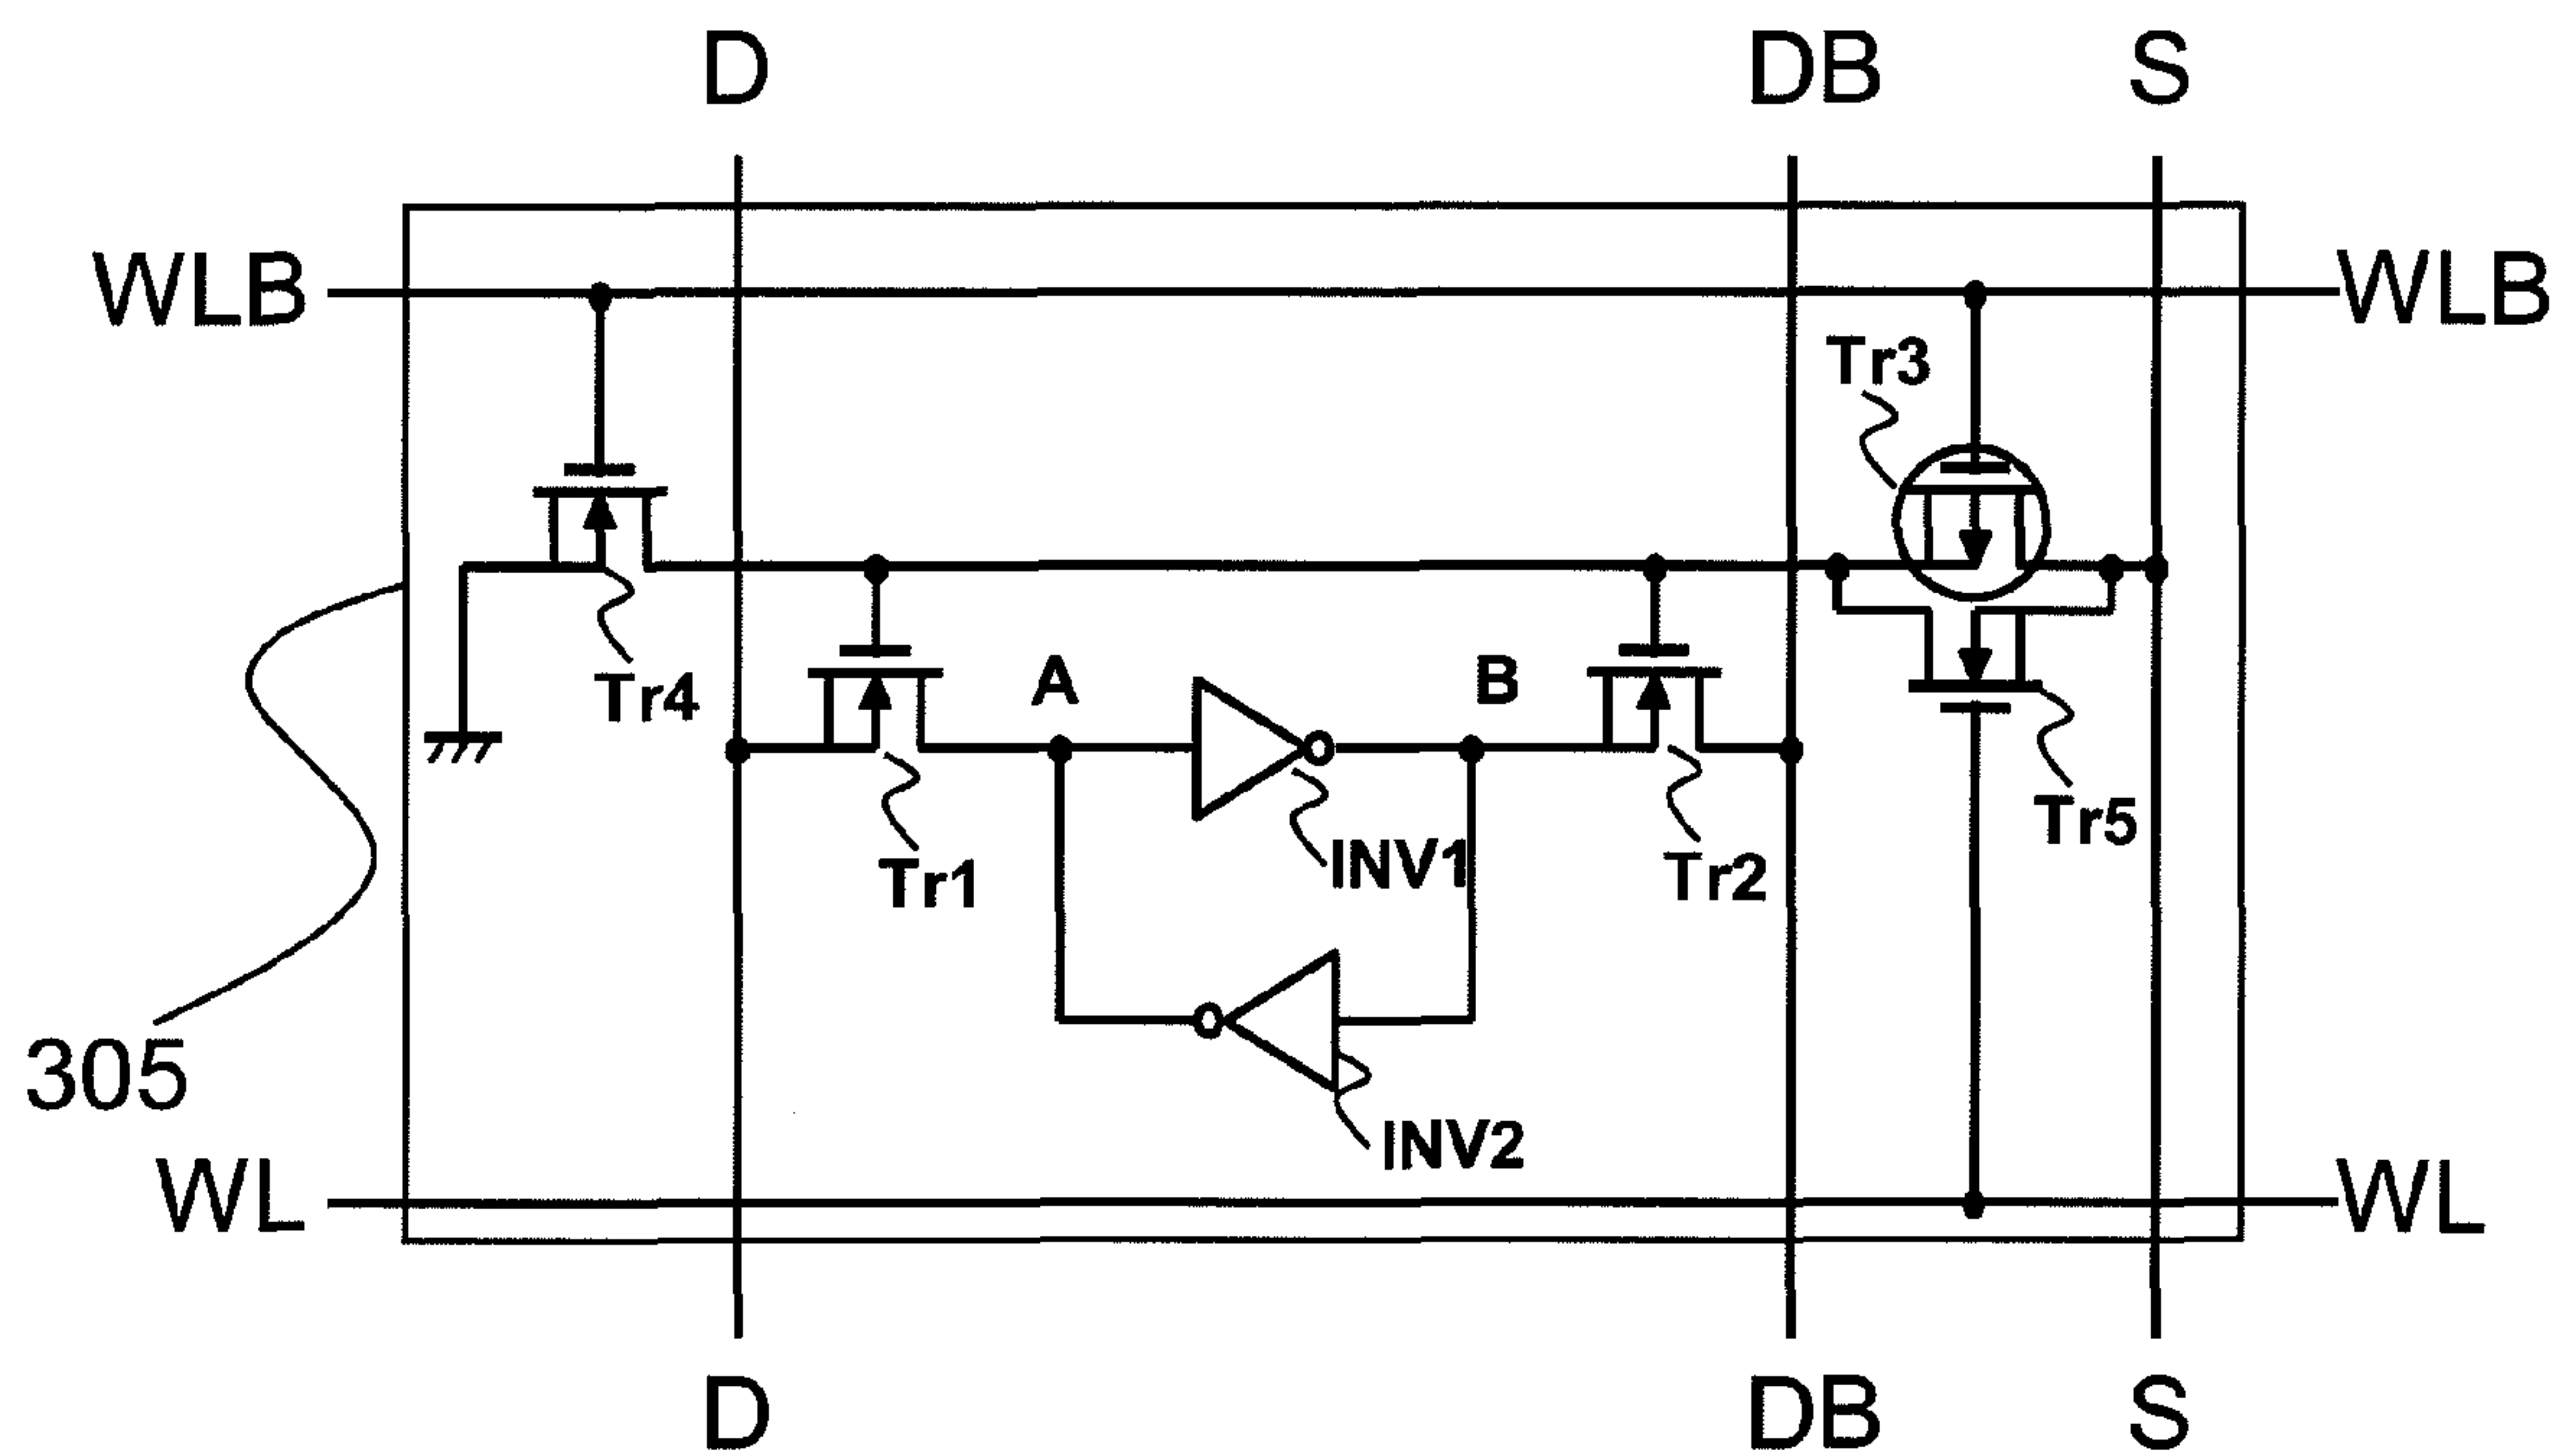 D DB S
WLB WLB
Tr3
Tr4 A B
Tr5
INV1 Tr2
Tr1
305
INV2
WL WL
D DB S